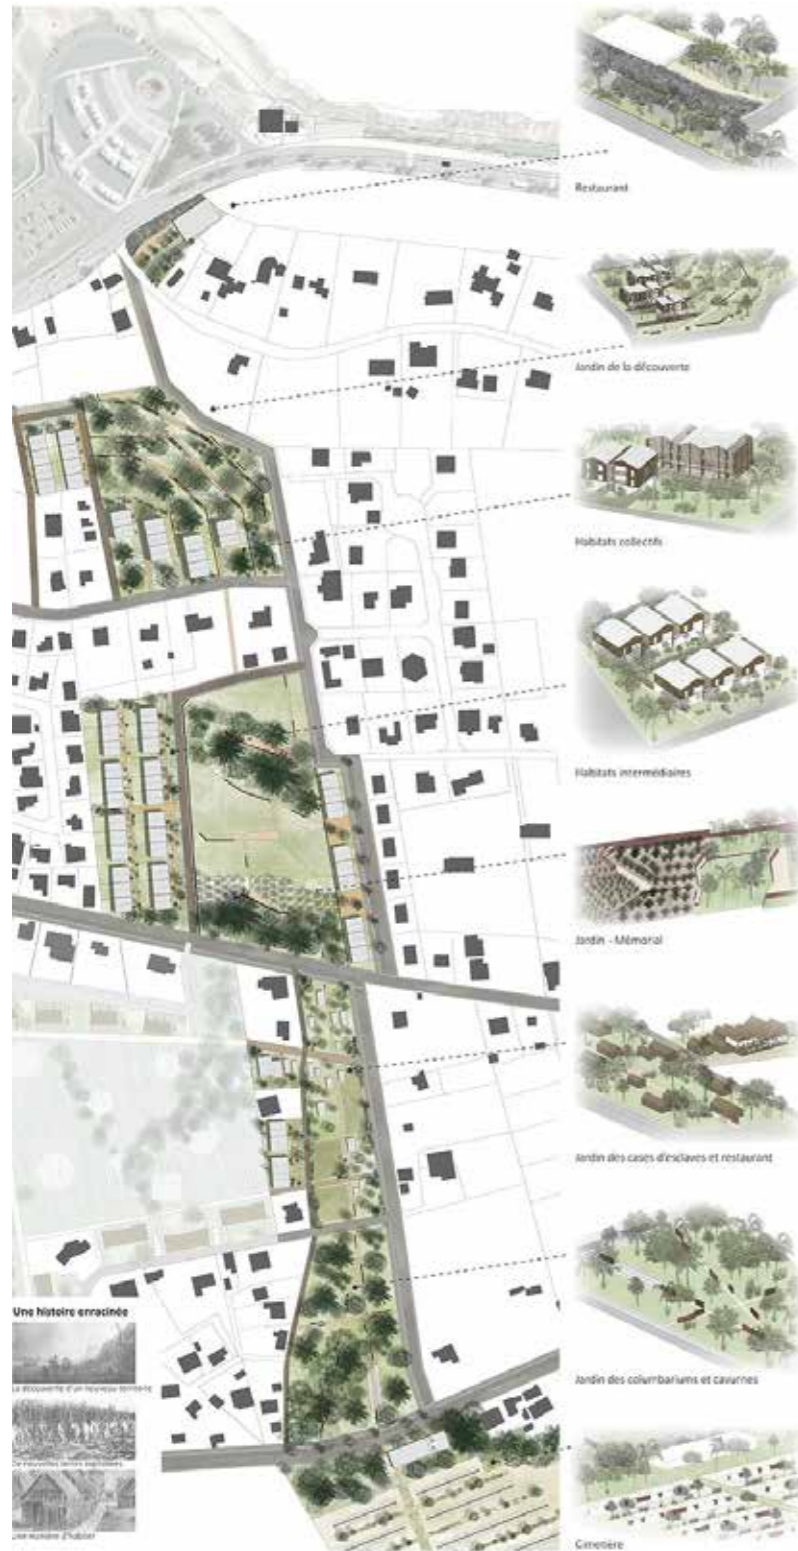 Restaurant
Jardin de la découverte
Habitats collectifs
Habitats intermédiaires
Jardin - Mémorial
Jardin des cases d'esclaves et restaurant
Jardin des columbariums et cavurnes
Une histoire enracinée
La découverte d'un nouveau territoire
De nouvelles terres exploitées
Une manière d'habiter
Cimetière